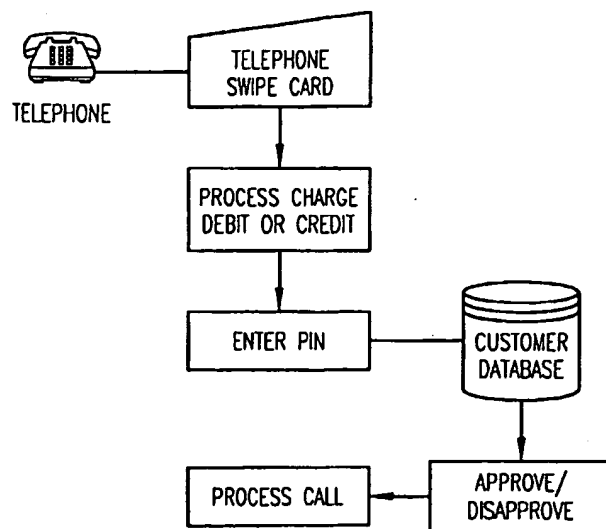 TELEPHONE
TELEPHONE
SWIPE CARD
PROCESS CHARGE
DEBIT OR CREDIT
ENTER PIN
CUSTOMER
DATABASE
APPROVE/
DISAPPROVE
PROCESS CALL